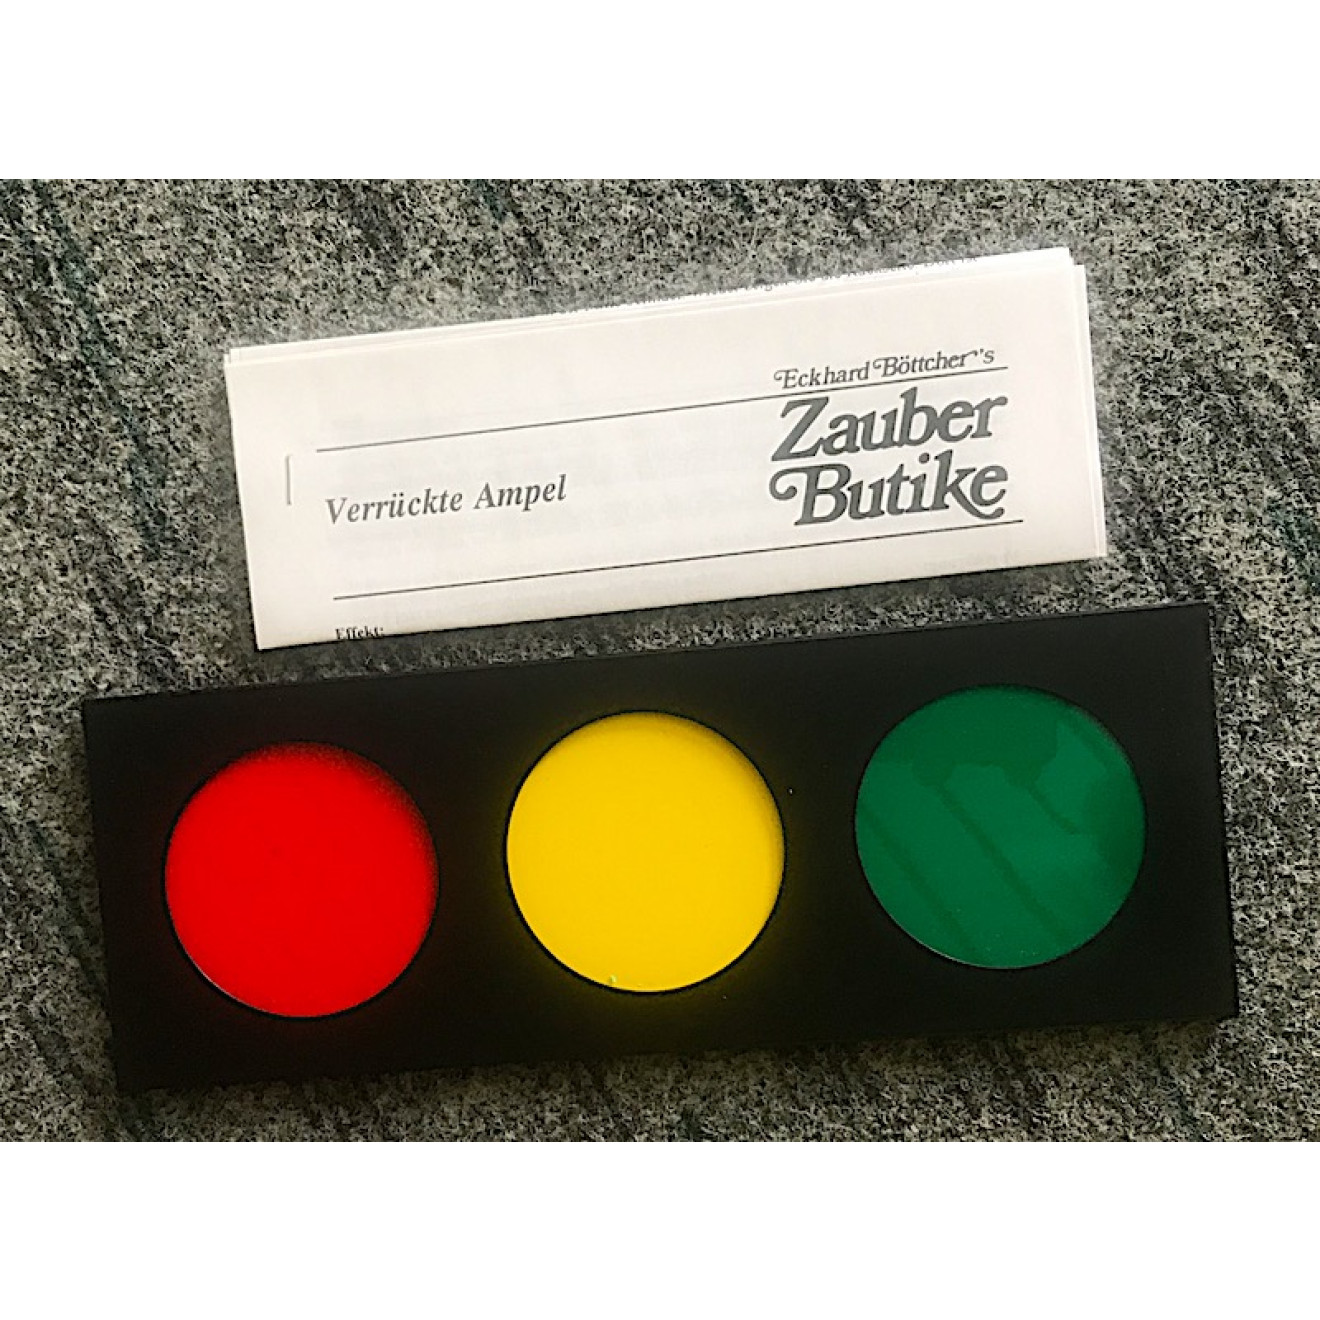 Eckhard Böttcher's
Zauber
Butike
Verrückte Ampel
Effekt: